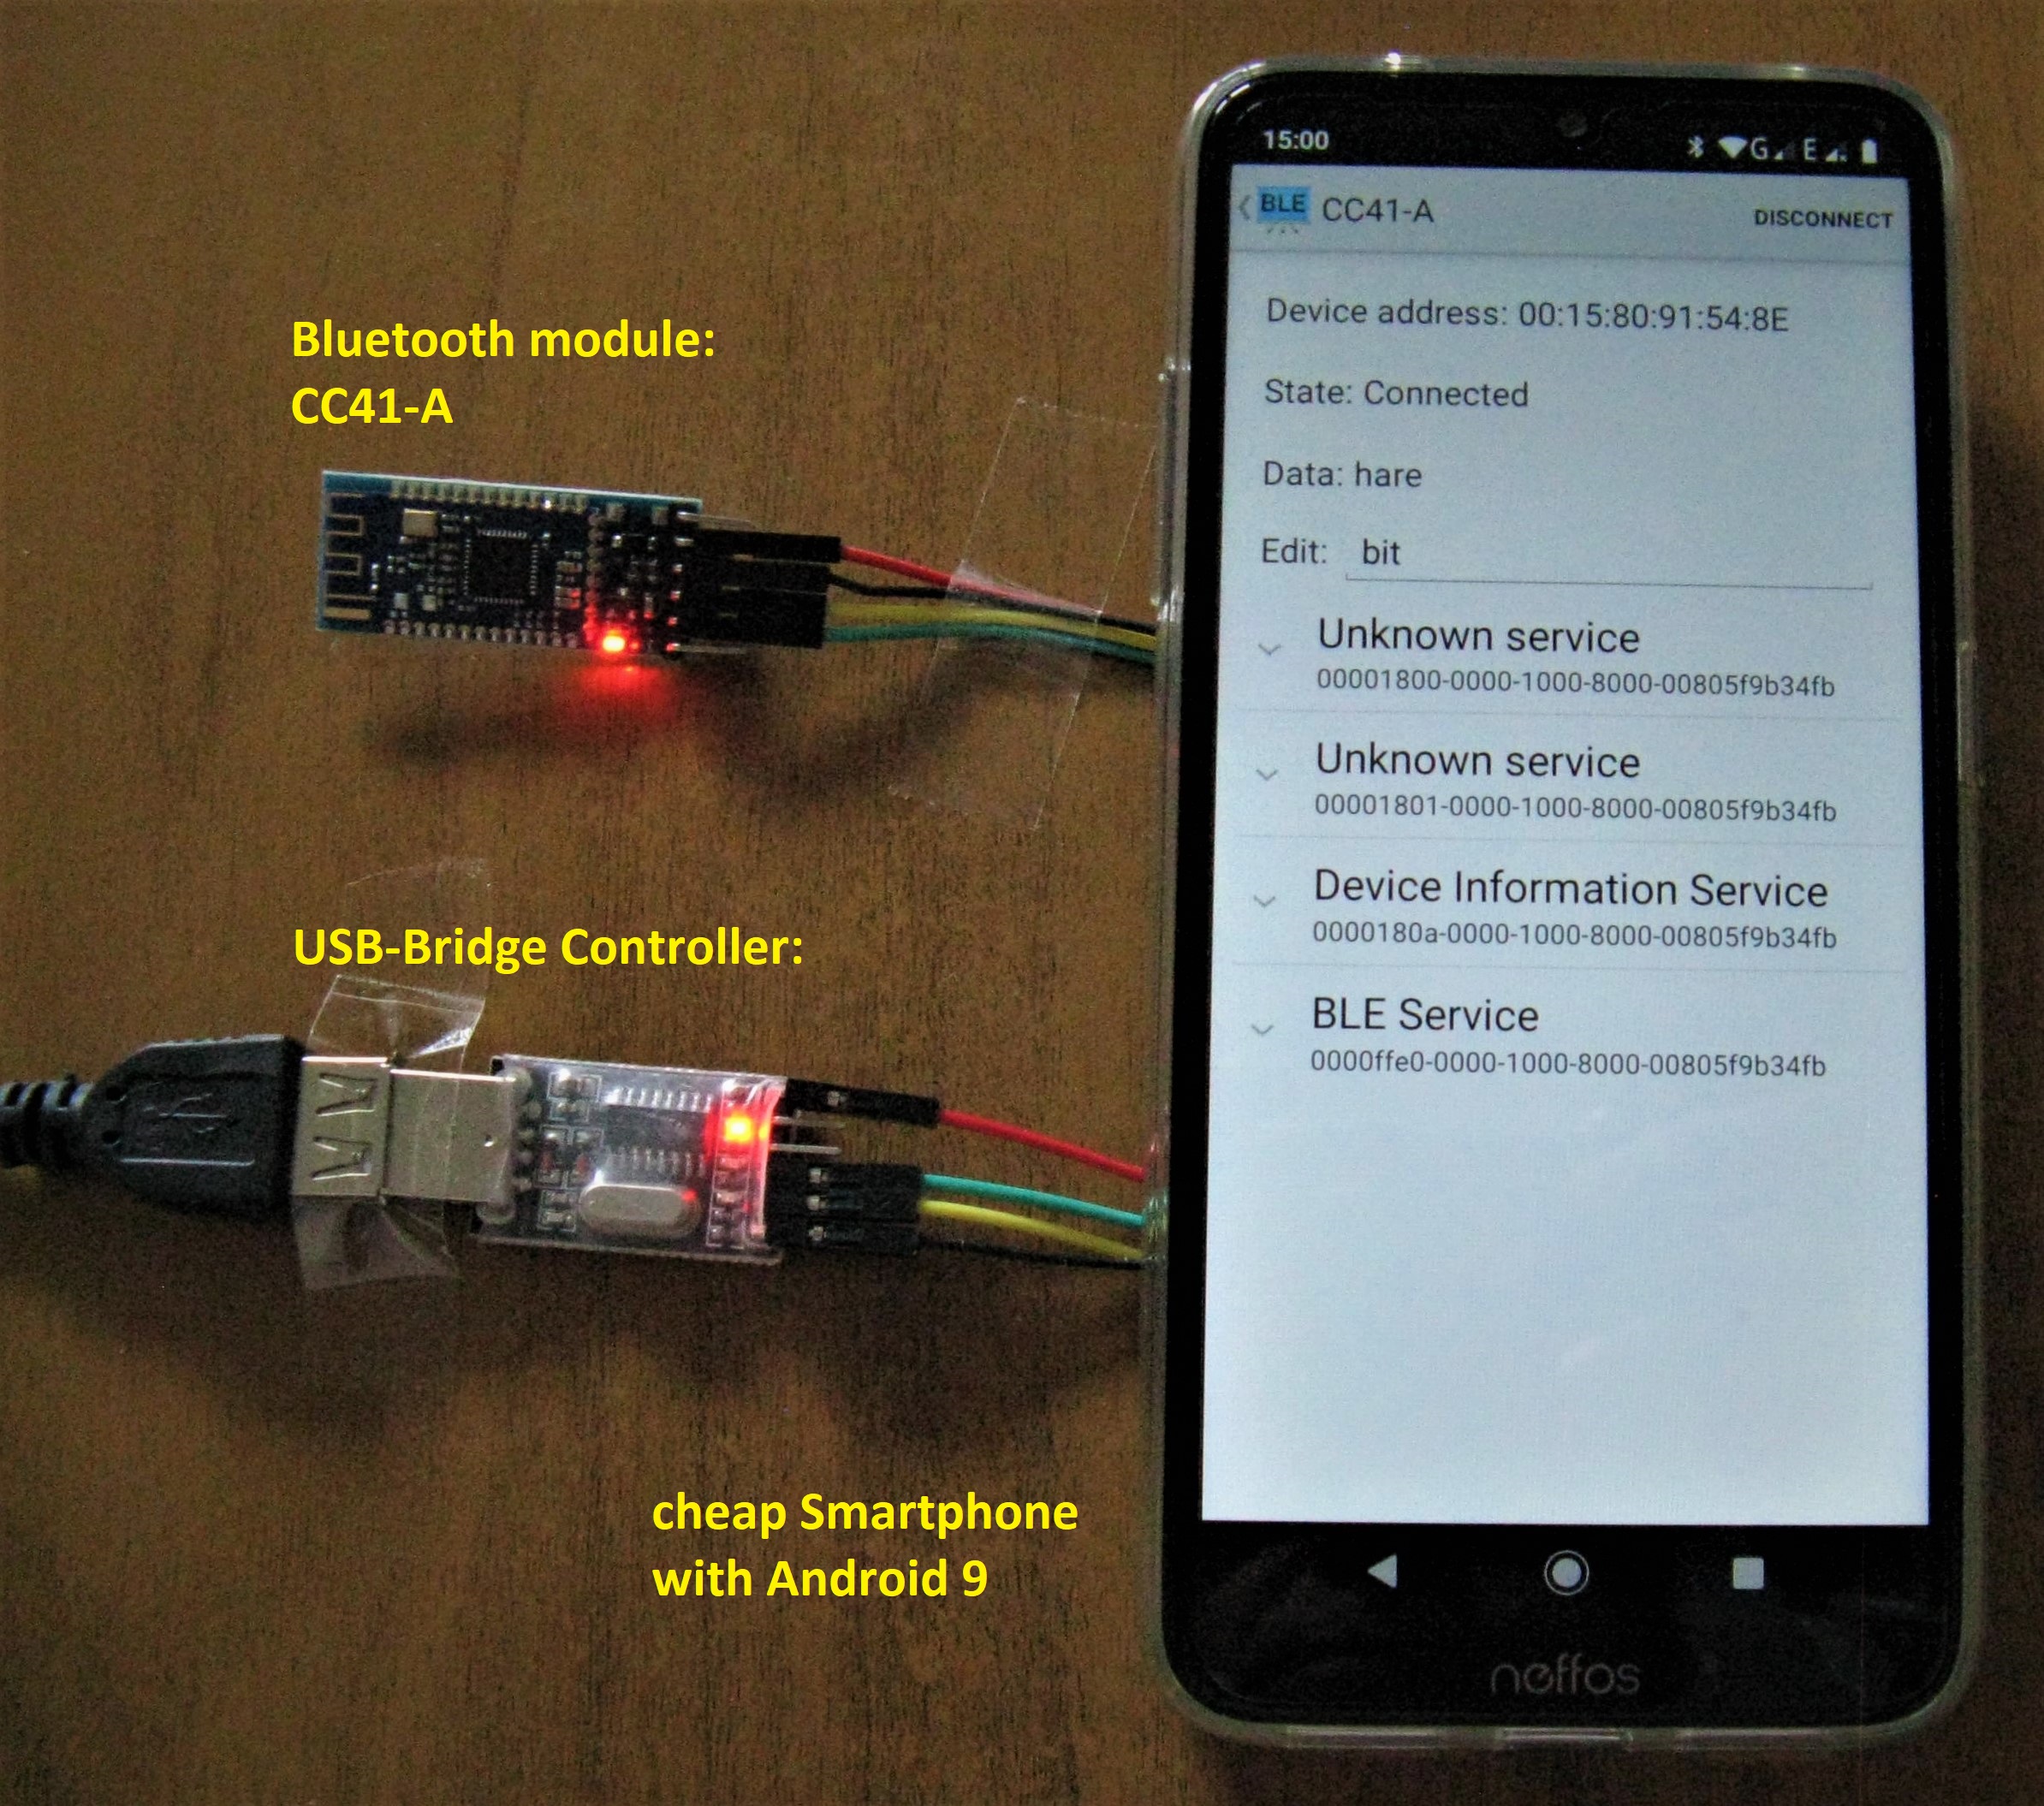 Bluetooth module:
CC41-A
USB-Bridge Controller:
cheap Smartphone
with Android 9
15:00
G E
BLE CC41-A DISCONNECT
Device address: 00:15:80:91:54:8E
State: Connected
Data: hare
Edit: bit
Unknown service
00001800-0000-1000-8000-00805f9b34fb
Unknown service
00001801-0000-1000-8000-00805f9b34fb
Device Information Service
0000180a-0000-1000-8000-00805f9b34fb
BLE Service
0000ffe0-0000-1000-8000-00805f9b34fb
neffos